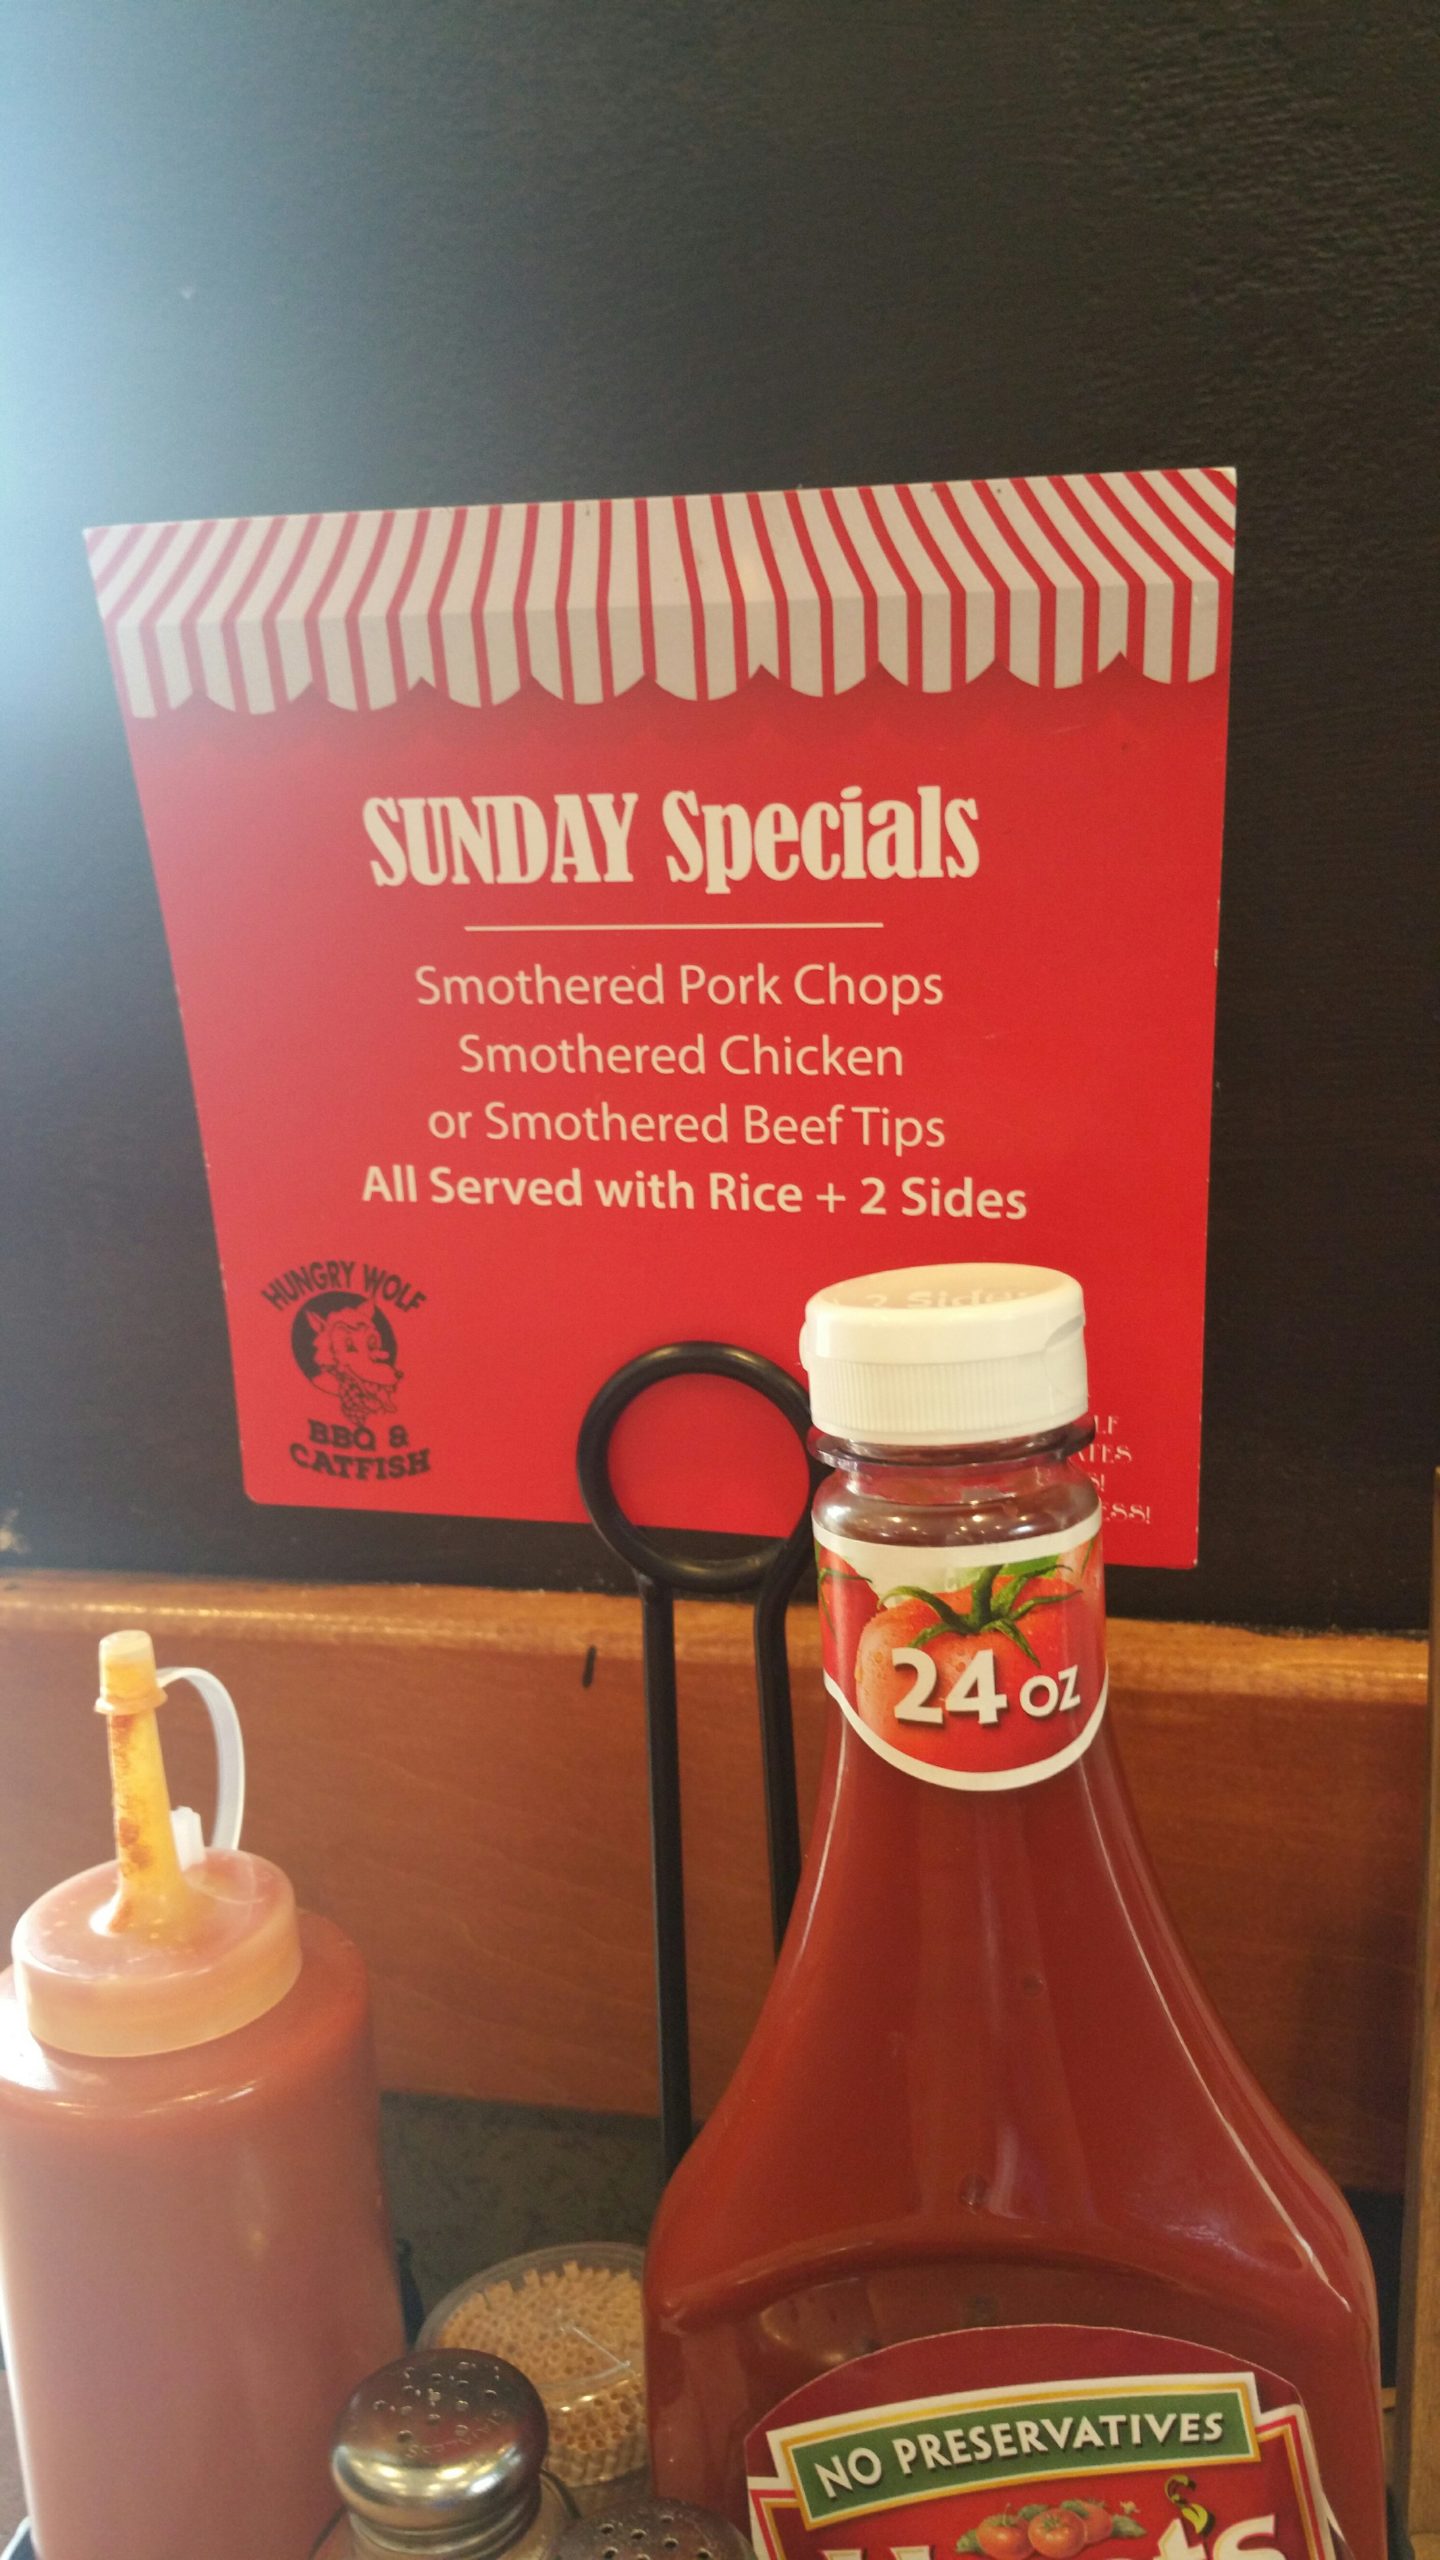 SUNDAY Specials
Smothered Pork Chops
Smothered Chicken
or Smothered Beef Tips
All Served with Rice + 2 Sides
HUNGRY WOLF
BBQ &
CATFISH
24 OZ
NO PRESERVATIVES